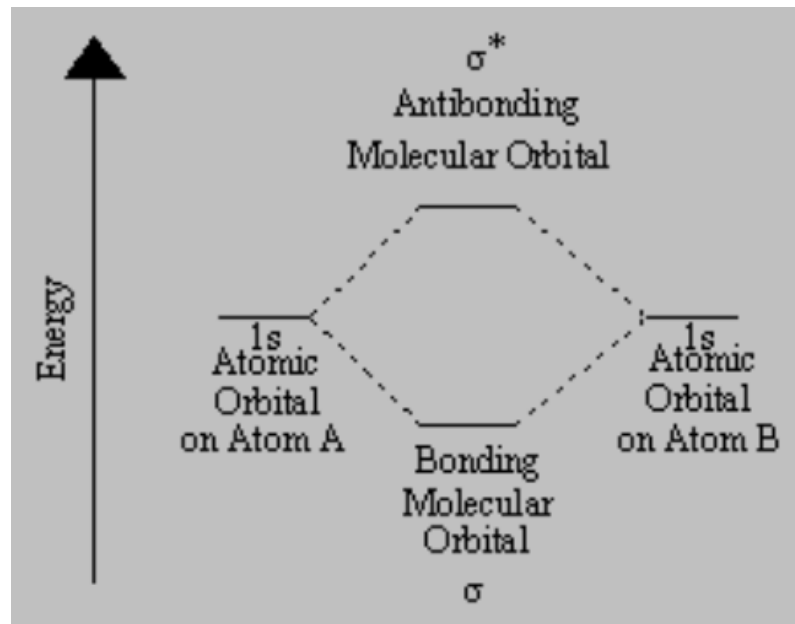 σ*
Antibonding
Molecular Orbital
Energy
1s
Atomic
Orbital
on Atom A
1s
Atomic
Orbital
on Atom B
Bonding
Molecular
Orbital
σ